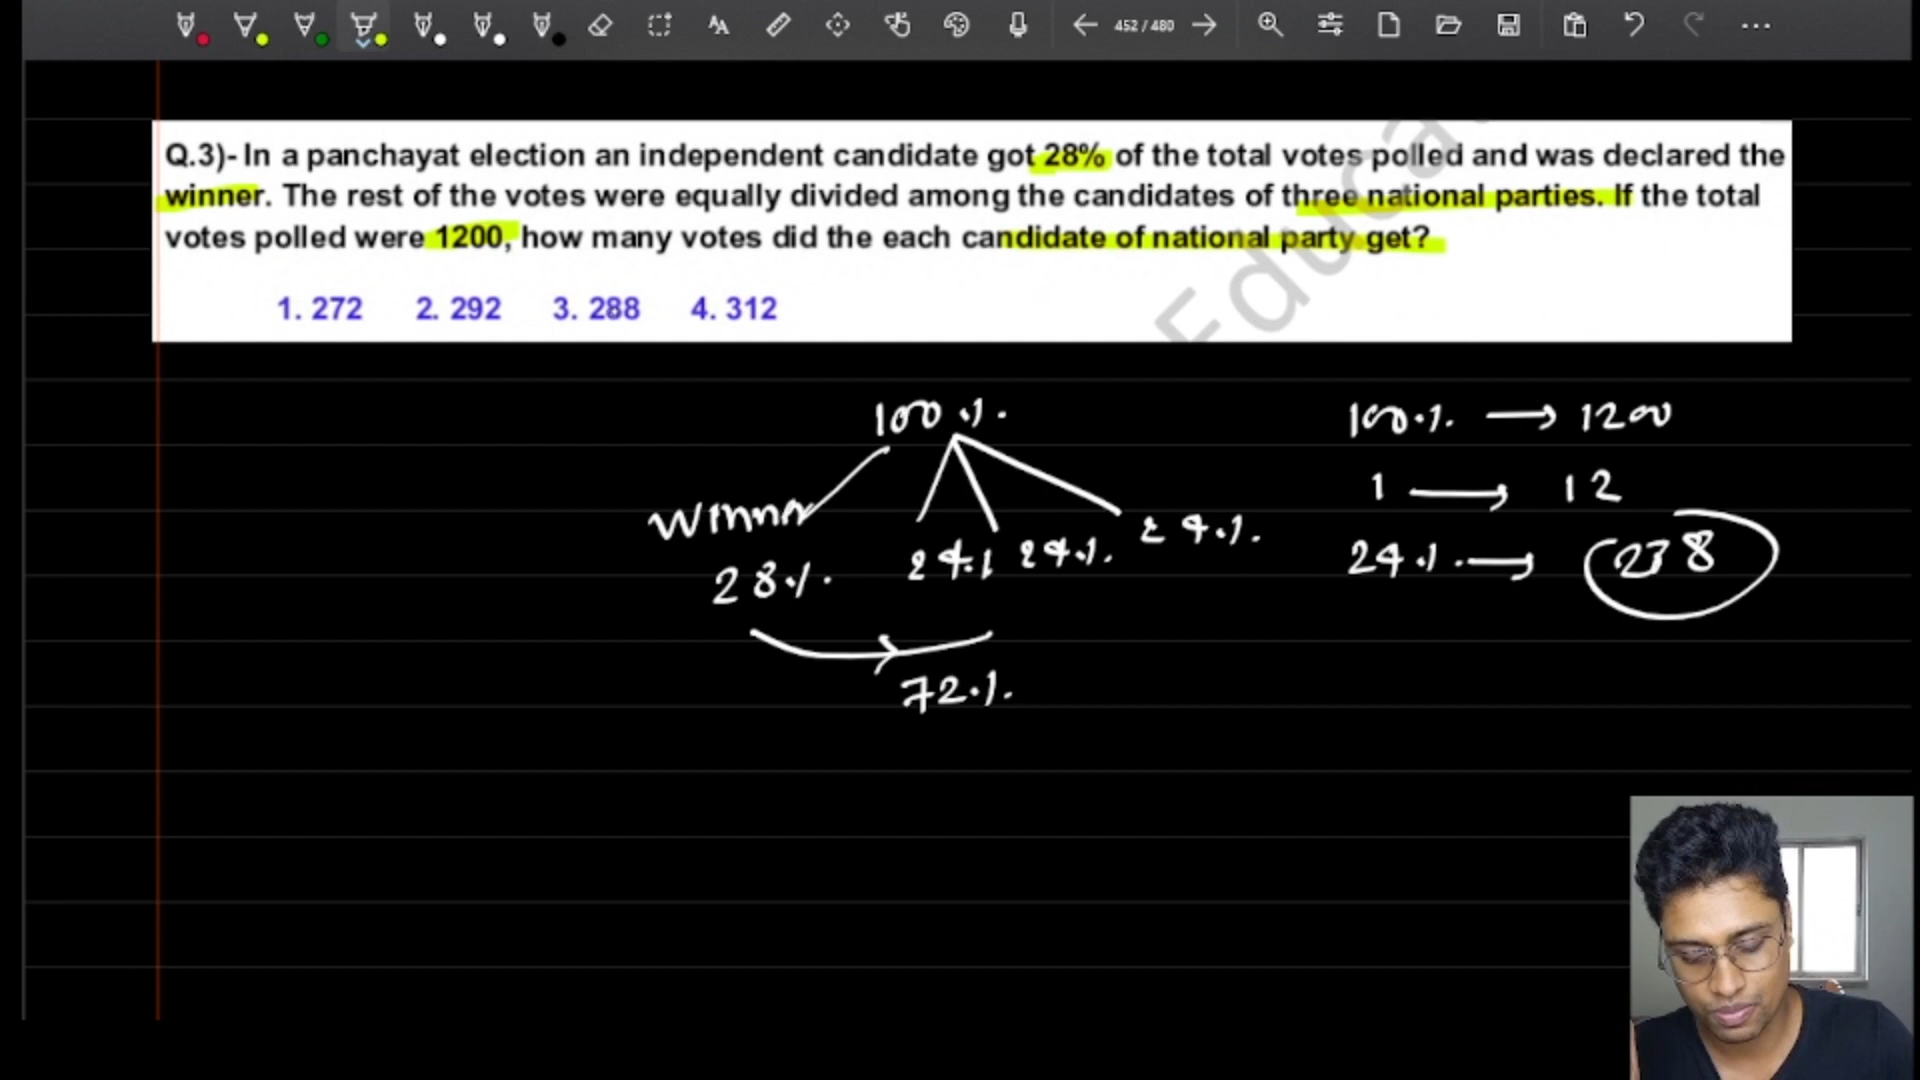 452 / 480
Q.3)- In a panchayat election an independent candidate got 28% of the total votes polled and was declared the
winner. The rest of the votes were equally divided among the candidates of three national parties. If the total
votes polled were 1200, how many votes did the each candidate of national party get?
1. 272 2. 292 3. 288 4. 312
Educa
100% 100% → 1200
1 → 12
Winner
28% 24% 24% 24% 24% → 238
72%